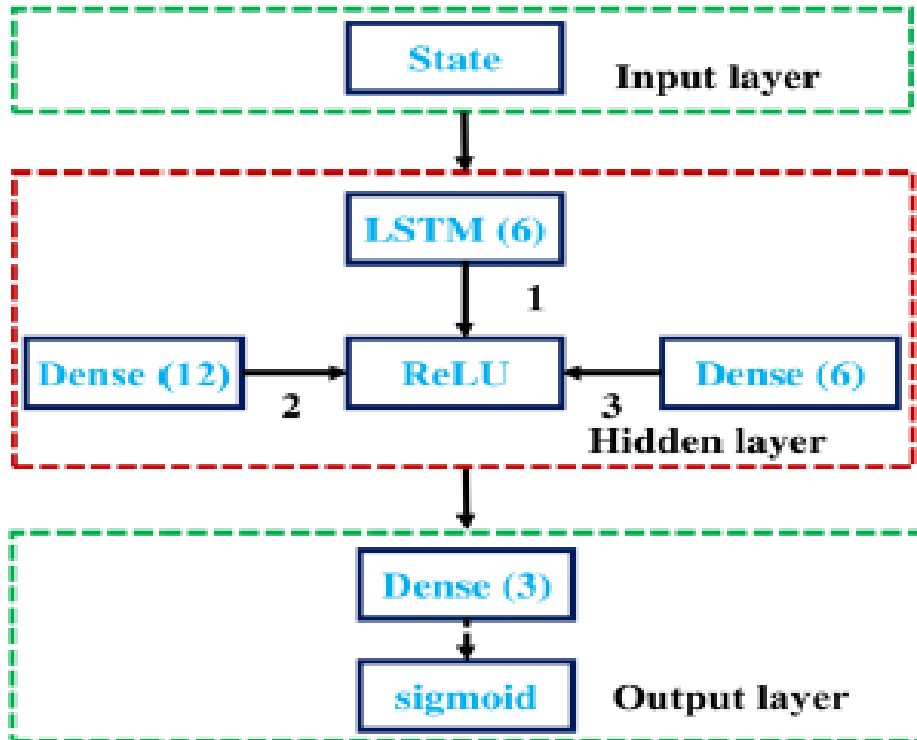 State
Input layer
LSTM (6)
1
Dense (12)
ReLU
Dense (6)
2
3
Hidden layer
Dense (3)
sigmoid
Output layer